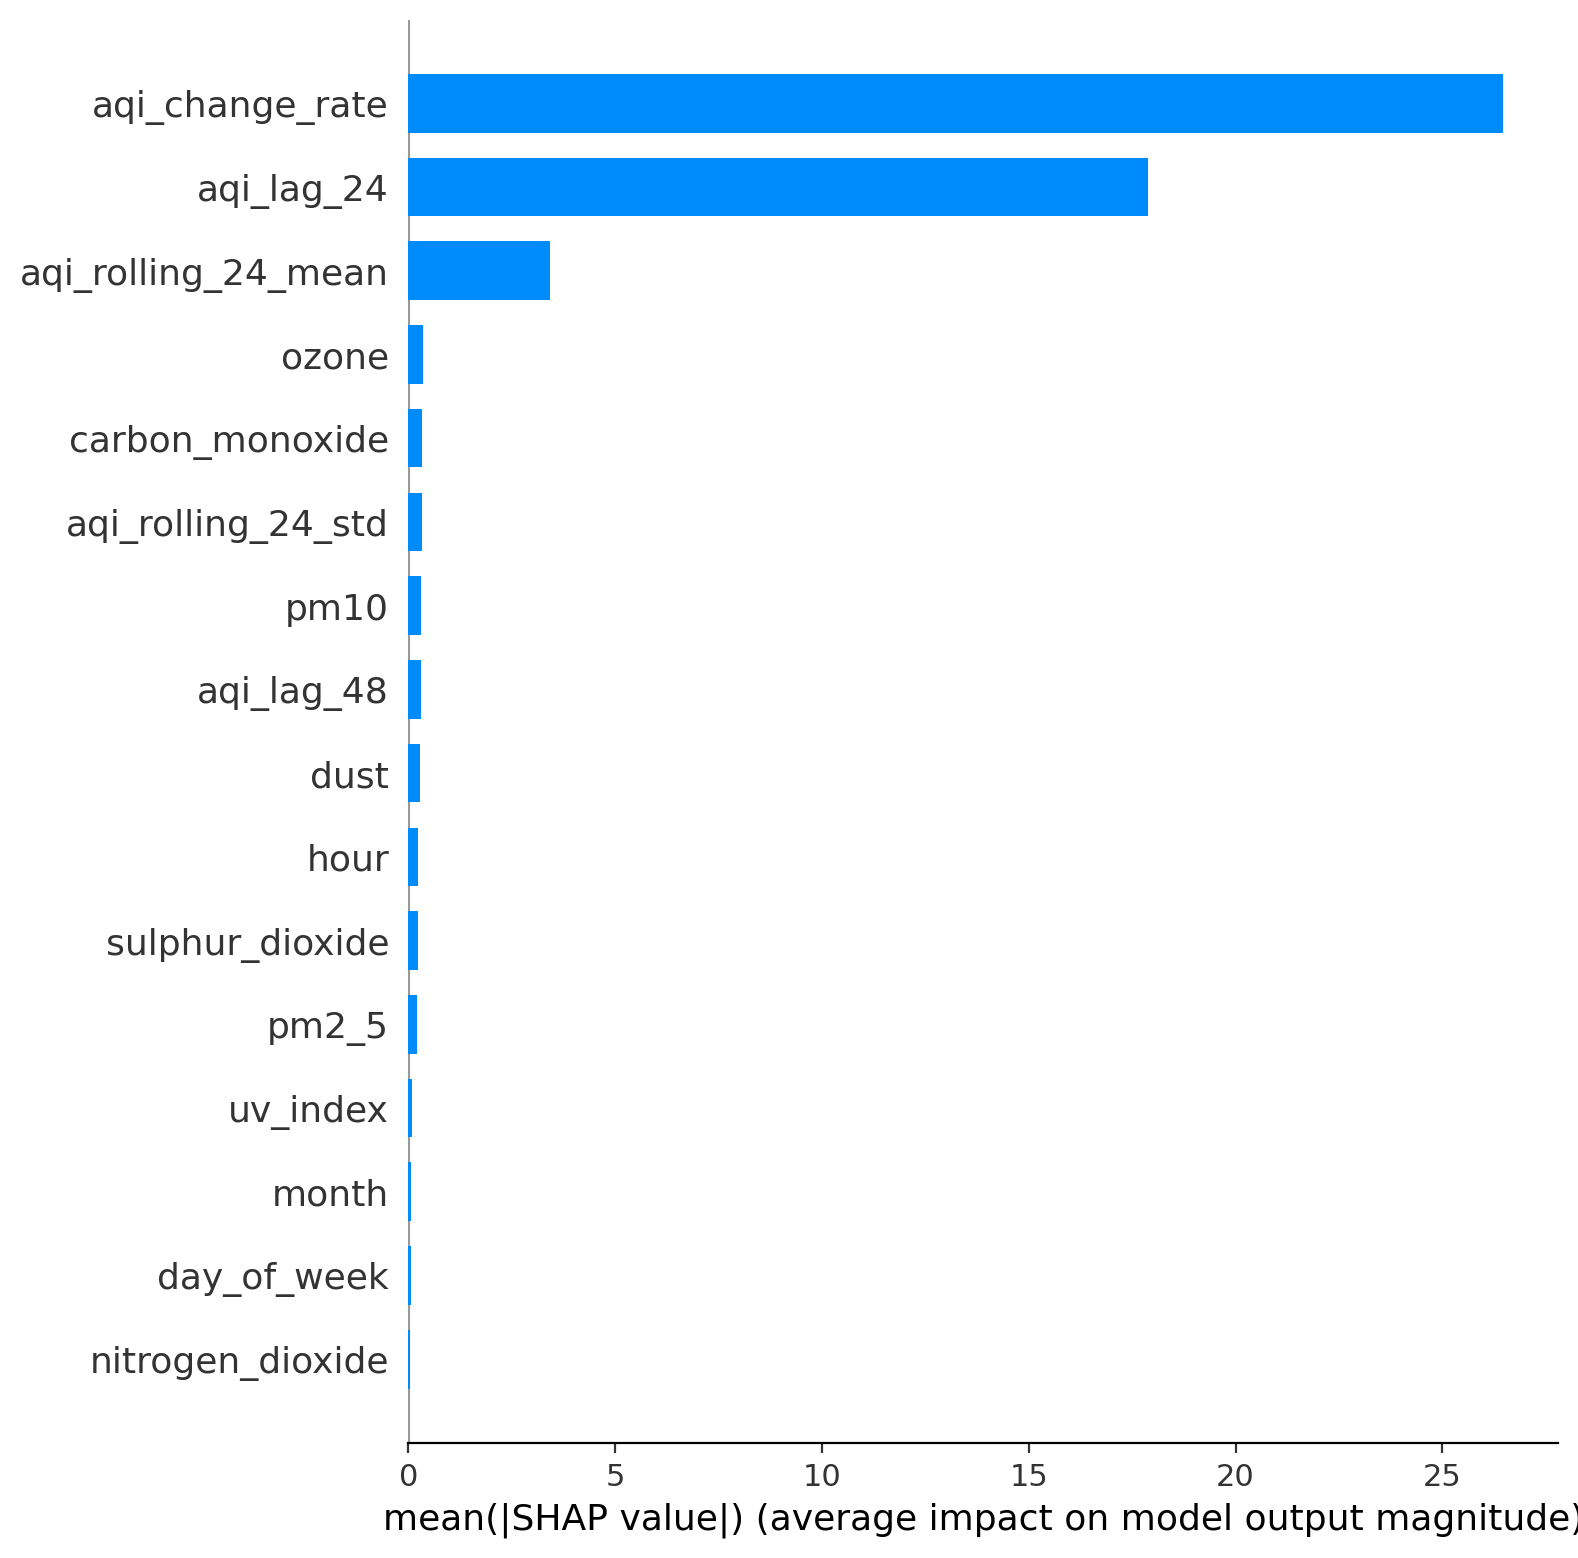 aqi_change_rate
aqi_lag_24
aqi_rolling_24_mean
ozone
carbon_monoxide
aqi_rolling_24_std
pm10
aqi_lag_48
dust
hour
sulphur_dioxide
pm2_5
uv_index
month
day_of_week
nitrogen_dioxide
0 5 10 15 20 25
mean(|SHAP value|) (average impact on model output magnitude)